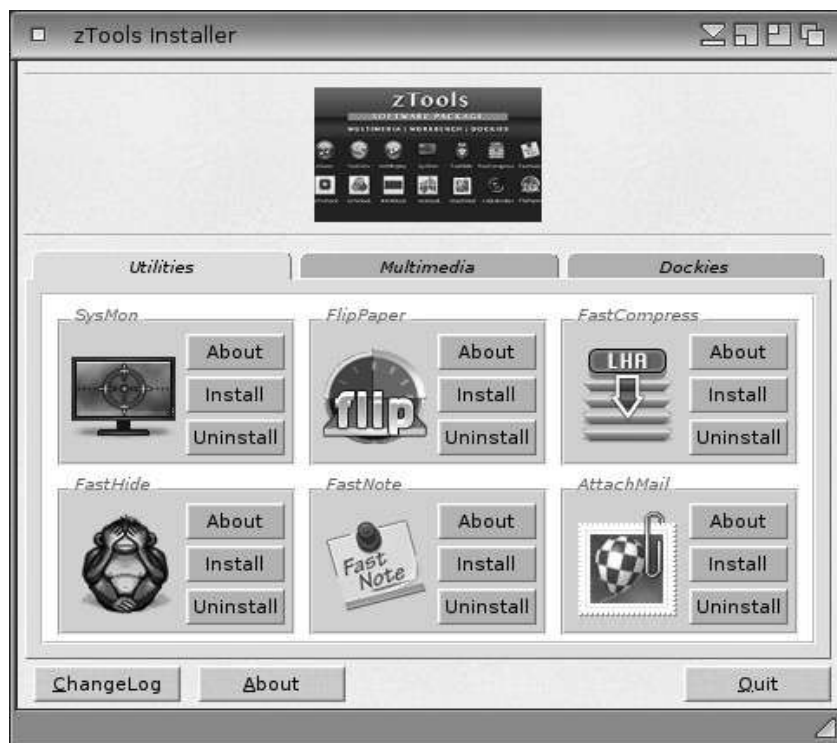 zTools Installer
zTools
SOFTWARE PACKAGE
MULTIMEDIA | WORKBENCH | DOCKIES
Utilities
Multimedia
Dockies
SysMon
About
Install
Uninstall
FlipPaper
flip
About
Install
Uninstall
FastCompress
LHA
About
Install
Uninstall
FastHide
About
Install
Uninstall
FastNote
Fast
Note
About
Install
Uninstall
AttachMail
About
Install
Uninstall
ChangeLog
About
Quit